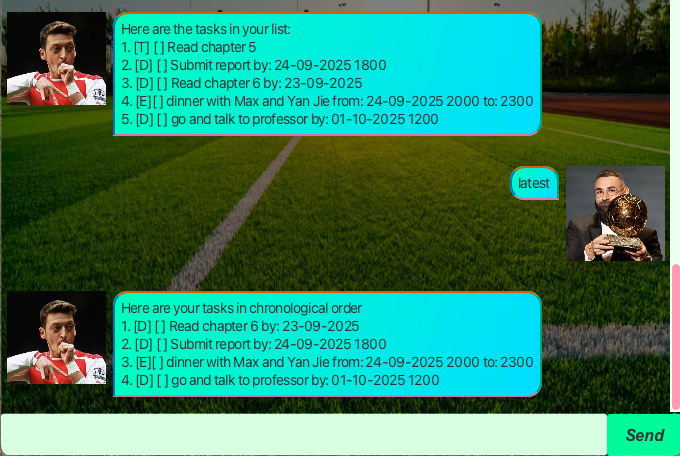 Here are the tasks in your list:
1. [T] [ ] Read chapter 5
2. [D] [ ] Submit report by: 24-09-2025 1800
3. [D] [ ] Read chapter 6 by: 23-09-2025
4. [E][ ] dinner with Max and Yan Jie from: 24-09-2025 2000 to: 2300
5. [D] [ ] go and talk to professor by: 01-10-2025 1200
latest
Here are your tasks in chronological order
1. [D] [ ] Read chapter 6 by: 23-09-2025
2. [D] [ ] Submit report by: 24-09-2025 1800
3. [E][ ] dinner with Max and Yan Jie from: 24-09-2025 2000 to: 2300
4. [D] [ ] go and talk to professor by: 01-10-2025 1200
Send